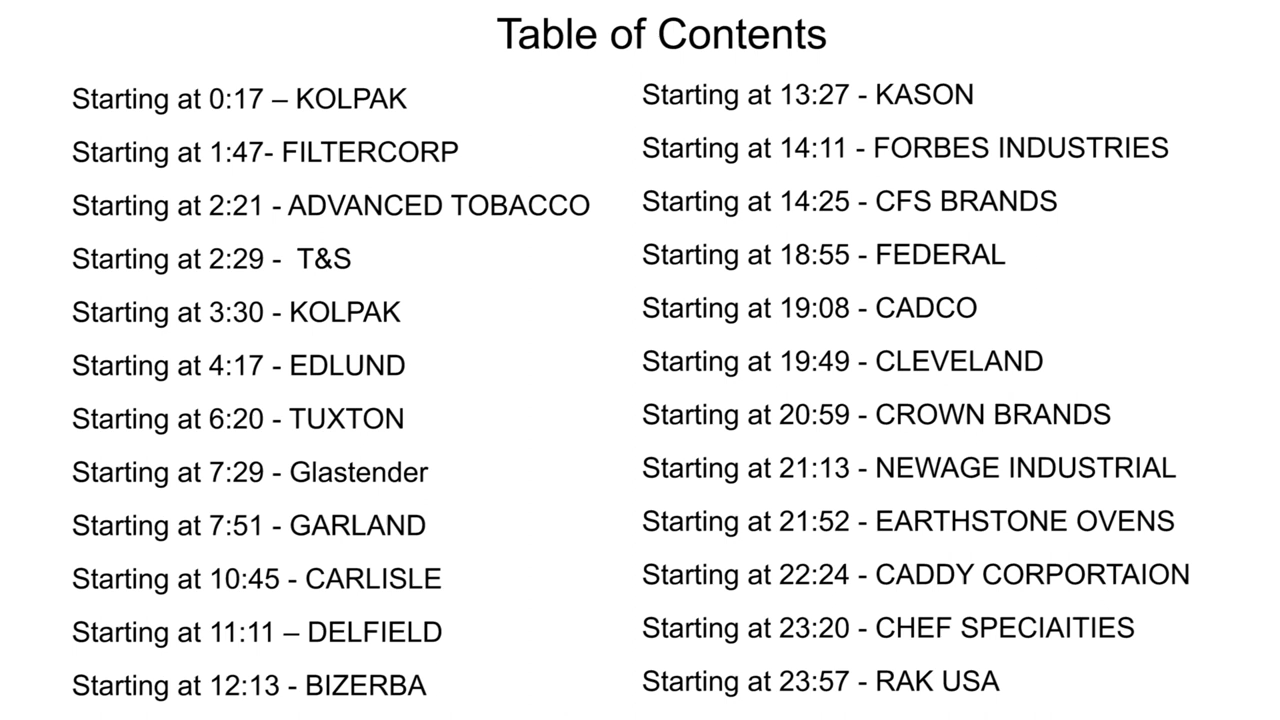 Table of Contents
Starting at 0:17 – KOLPAK
Starting at 1:47- FILTERCORP
Starting at 2:21 - ADVANCED TOBACCO
Starting at 2:29 -  T&S
Starting at 3:30 - KOLPAK
Starting at 4:17 - EDLUND
Starting at 6:20 - TUXTON
Starting at 7:29 - Glastender
Starting at 7:51 - GARLAND
Starting at 10:45 - CARLISLE
Starting at 11:11 – DELFIELD
Starting at 12:13 - BIZERBA
Starting at 13:27 - KASON
Starting at 14:11 - FORBES INDUSTRIES
Starting at 14:25 - CFS BRANDS
Starting at 18:55 - FEDERAL
Starting at 19:08 - CADCO
Starting at 19:49 - CLEVELAND
Starting at 20:59 - CROWN BRANDS
Starting at 21:13 - NEWAGE INDUSTRIAL
Starting at 21:52 - EARTHSTONE OVENS
Starting at 22:24 - CADDY CORPORTAION
Starting at 23:20 - CHEF SPECIAITIES
Starting at 23:57 - RAK USA